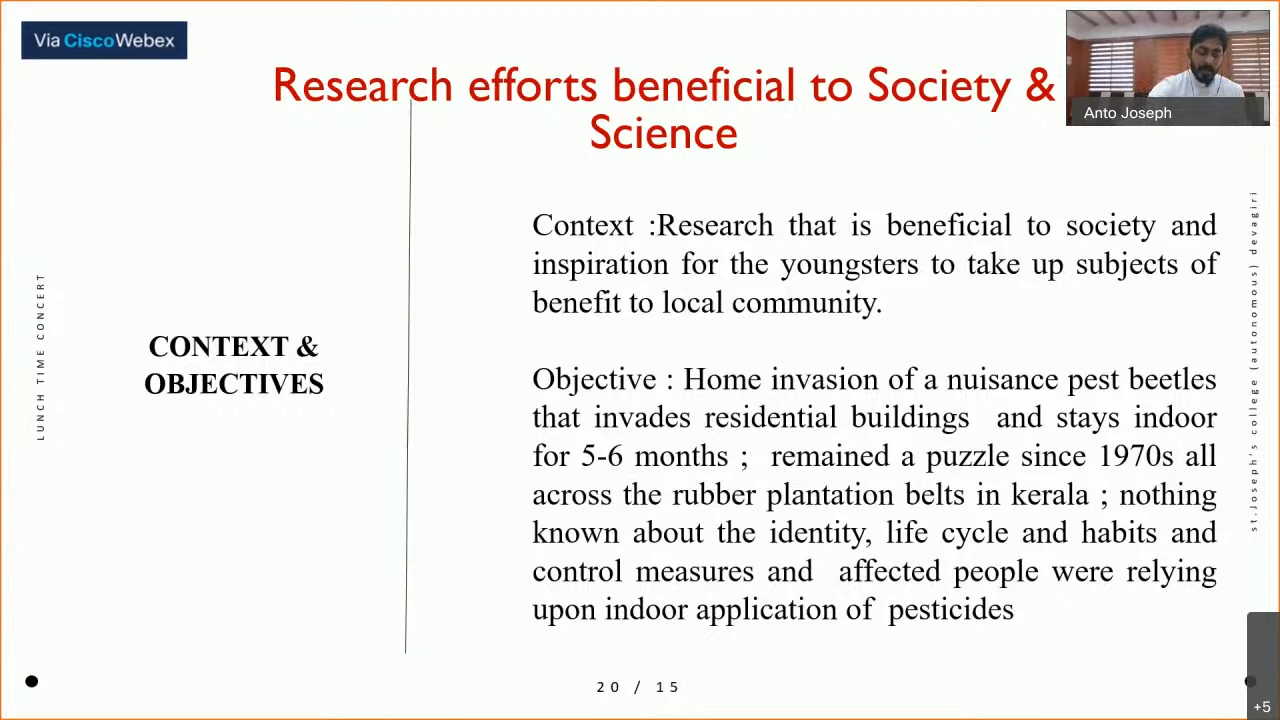 Via CiscoWebex
Research efforts beneficial to Society &
Science
Anto Joseph
LUNCH TIME CONCERT
CONTEXT &
OBJECTIVES
Context :Research that is beneficial to society and
inspiration for the youngsters to take up subjects of
benefit to local community.
Objective : Home invasion of a nuisance pest beetles
that invades residential buildings and stays indoor
for 5-6 months ; remained a puzzle since 1970s all
across the rubber plantation belts in kerala ; nothing
known about the identity, life cycle and habits and
control measures and affected people were relying
upon indoor application of pesticides
st.Joseph's college (autonomous) devagiri
20 / 15
+5